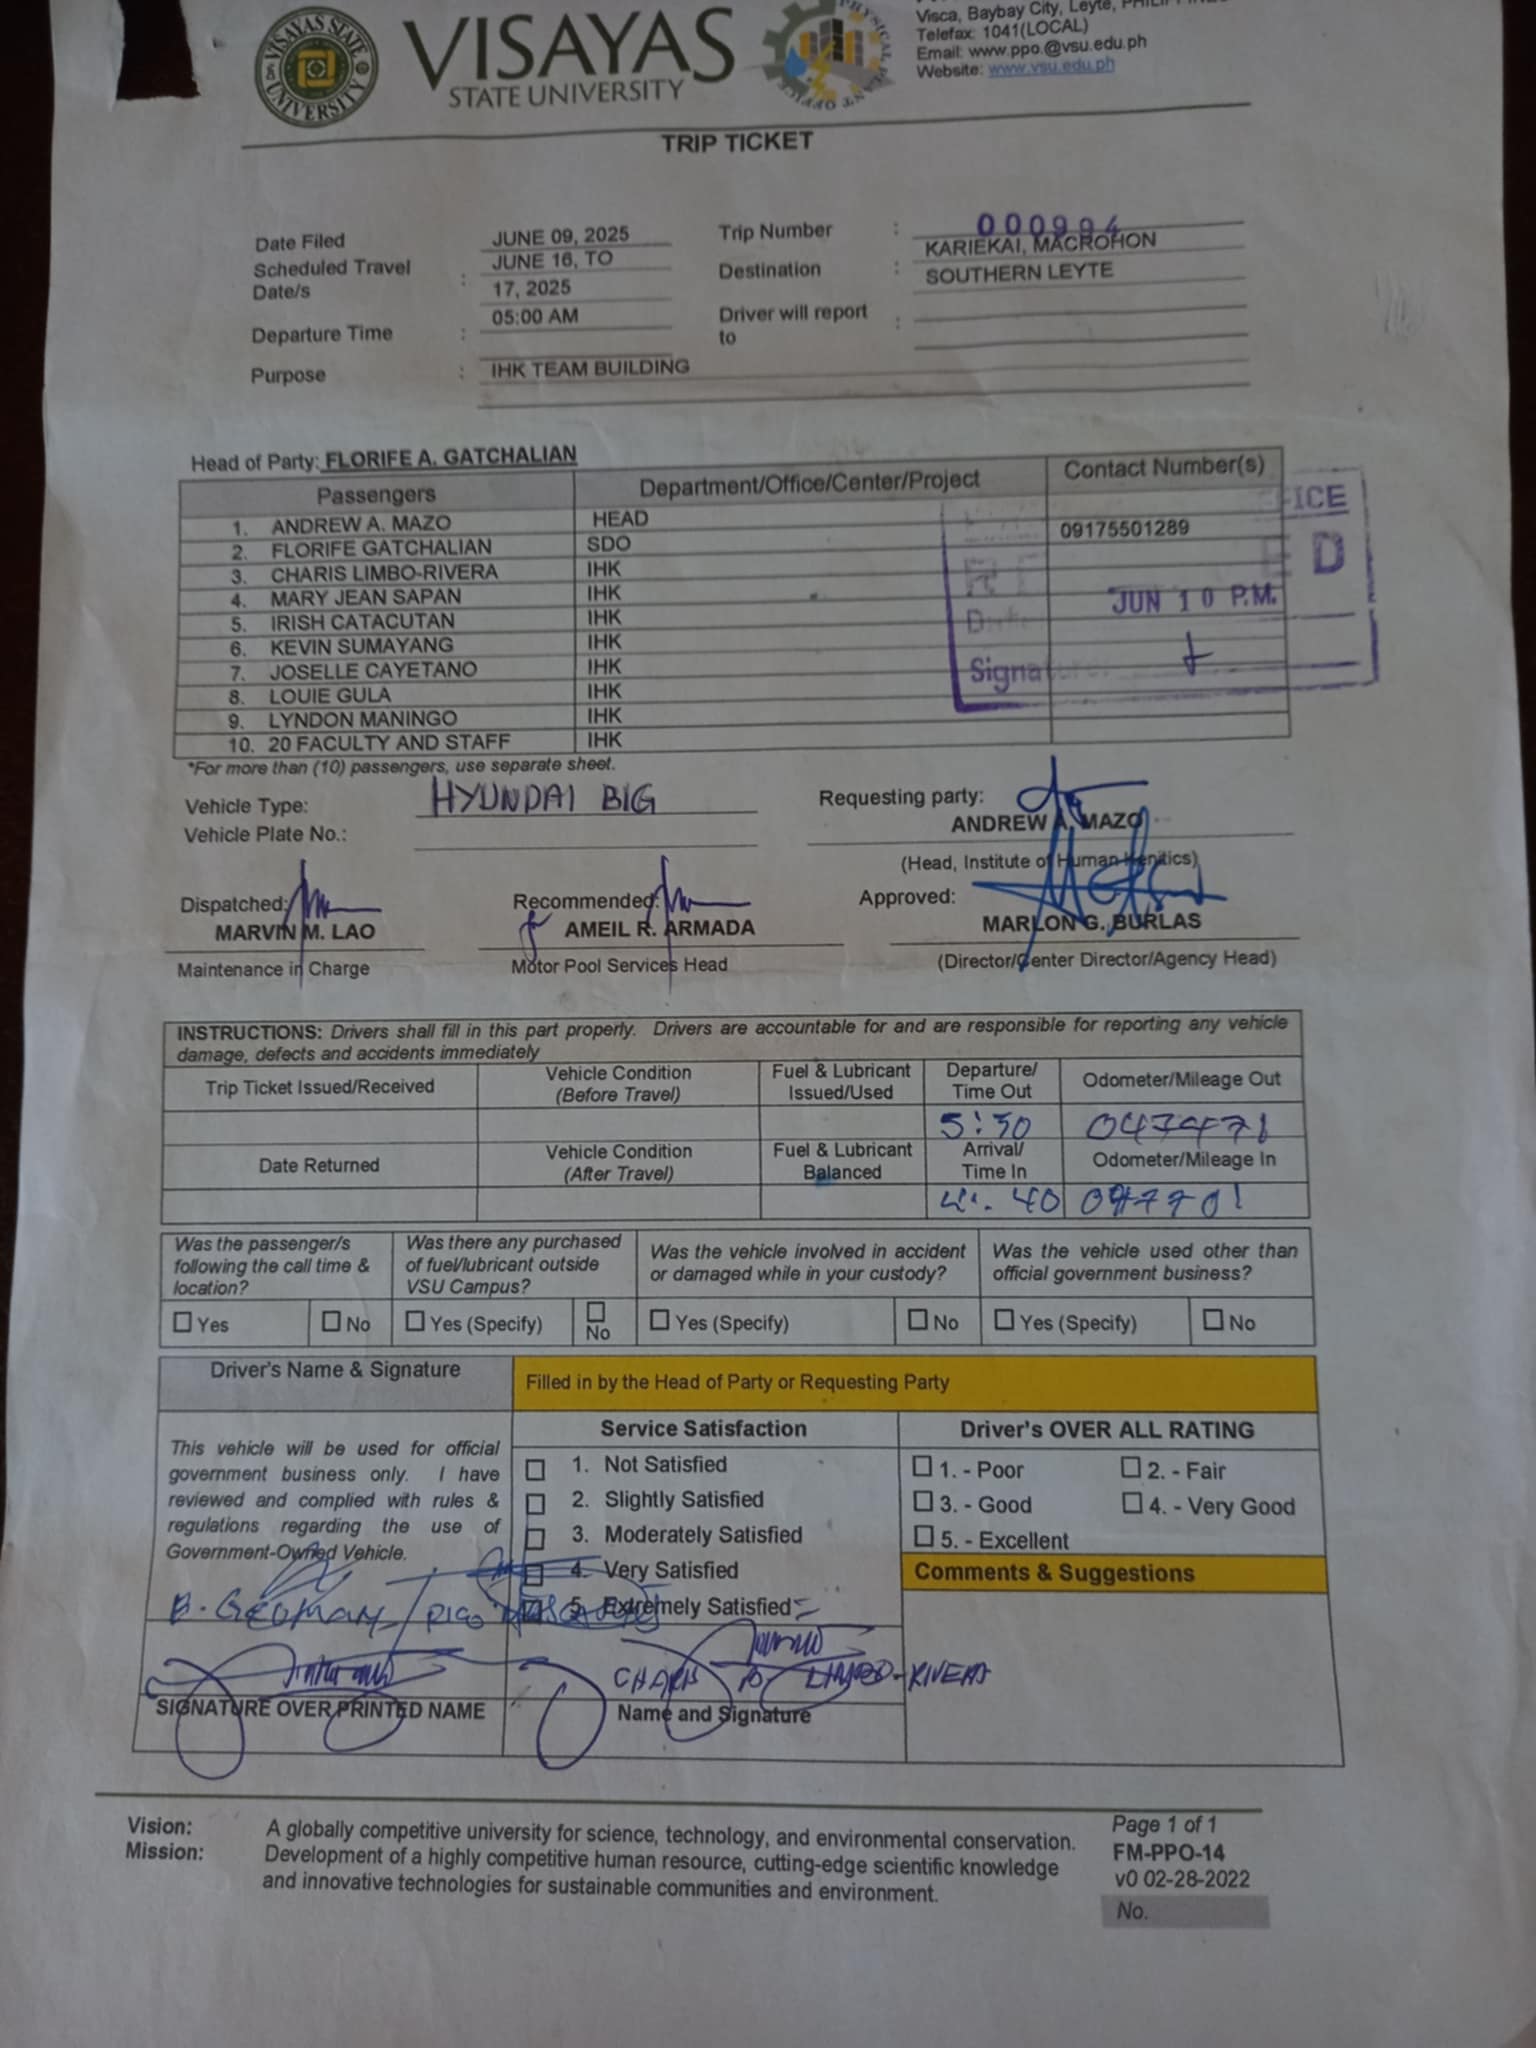 VISAYAS STATE UNIVERSITY
VISAYAS
STATE UNIVERSITY
PHYSICAL PLANT OFFICE
Visca, Baybay City, Leyte,
Telefax: 1041(LOCAL)
Email: www.ppo.@vsu.edu.ph
Website: www.vsu.edu.ph
TRIP TICKET
Date Filed JUNE 09, 2025 Trip Number : 000994
Scheduled Travel Date/s : JUNE 16, TO 17, 2025 Destination : KARIEKAI, MACROHON SOUTHERN LEYTE
Departure Time : 05:00 AM Driver will report to :
Purpose : IHK TEAM BUILDING
Head of Party: FLORIFE A. GATCHALIAN
Passengers Department/Office/Center/Project Contact Number(s)
1. ANDREW A. MAZO HEAD 09175501289
2. FLORIFE GATCHALIAN SDO
3. CHARIS LIMBO-RIVERA IHK
4. MARY JEAN SAPAN IHK
5. IRISH CATACUTAN IHK
6. KEVIN SUMAYANG IHK
7. JOSELLE CAYETANO IHK
8. LOUIE GULA IHK
9. LYNDON MANINGO IHK
10. 20 FACULTY AND STAFF IHK
ICE
E D
JUN 10 P.M.
Signature:
*For more than (10) passengers, use separate sheet.
Vehicle Type: HYUNDAI BIG
Vehicle Plate No.:
Requesting party:
ANDREW A. MAZO
(Head, Institute of Human Kenitics)
Dispatched: Recommended: Approved:
MARVIN M. LAO AMEIL R. ARMADA MARLON G. BURLAS
Maintenance in Charge Motor Pool Services Head (Director/Center Director/Agency Head)
INSTRUCTIONS: Drivers shall fill in this part properly. Drivers are accountable for and are responsible for reporting any vehicle
damage, defects and accidents immediately
Trip Ticket Issued/Received Vehicle Condition (Before Travel) Fuel & Lubricant Issued/Used Departure/ Time Out Odometer/Mileage Out
5:30 047471
Date Returned Vehicle Condition (After Travel) Fuel & Lubricant Balanced Arrival/ Time In Odometer/Mileage In
4:40 047701
Was the passenger/s following the call time & location?
Was there any purchased of fuel/lubricant outside VSU Campus?
Was the vehicle involved in accident or damaged while in your custody?
Was the vehicle used other than official government business?
Yes No Yes (Specify) No Yes (Specify) No Yes (Specify) No
Driver's Name & Signature
Filled in by the Head of Party or Requesting Party
This vehicle will be used for official
government business only. I have
reviewed and complied with rules &
regulations regarding the use of
Government-Owned Vehicle.
SIGNATURE OVER PRINTED NAME
Service Satisfaction
1. Not Satisfied
2. Slightly Satisfied
3. Moderately Satisfied
4. Very Satisfied
5. Extremely Satisfied
CHARIS B LIMBO-RIVERA
Name and Signature
Driver's OVER ALL RATING
1. - Poor 2. - Fair
3. - Good 4. - Very Good
5. - Excellent
Comments & Suggestions
Vision: A globally competitive university for science, technology, and environmental conservation.
Mission: Development of a highly competitive human resource, cutting-edge scientific knowledge
and innovative technologies for sustainable communities and environment.
Page 1 of 1
FM-PPO-14
v0 02-28-2022
No.